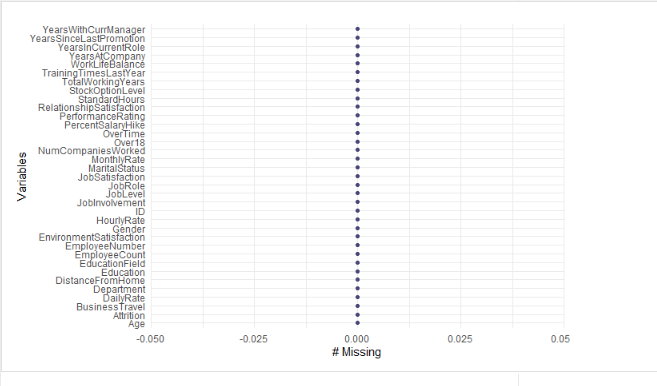 YearsWithCurrManager
YearsSinceLastPromotion
YearsInCurrentRole
YearsAtCompany
WorkLifeBalance
TrainingTimesLastYear
TotalWorkingYears
StockOptionLevel
StandardHours
RelationshipSatisfaction
PerformanceRating
PercentSalaryHike
OverTime
Over18
NumCompaniesWorked
MonthlyRate
MaritalStatus
JobSatisfaction
JobRole
JobLevel
JobInvolvement
ID
HourlyRate
Gender
EnvironmentSatisfaction
EmployeeNumber
EmployeeCount
EducationField
Education
DistanceFromHome
Department
DailyRate
BusinessTravel
Attrition
Age
Variables
-0.050 -0.025 0.000 0.025 0.05
# Missing